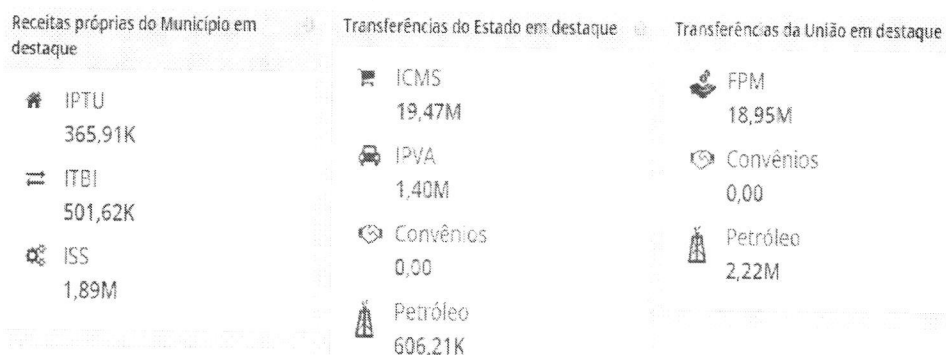 Receitas próprias do Município em
destaque
IPTU
365,91K
ITBI
501,62K
ISS
1,89M
Transferências do Estado em destaque
ICMS
19,47M
IPVA
1,40M
Convênios
0,00
Petróleo
606,21K
Transferências da União em destaque
FPM
18,95M
Convênios
0,00
Petróleo
2,22M